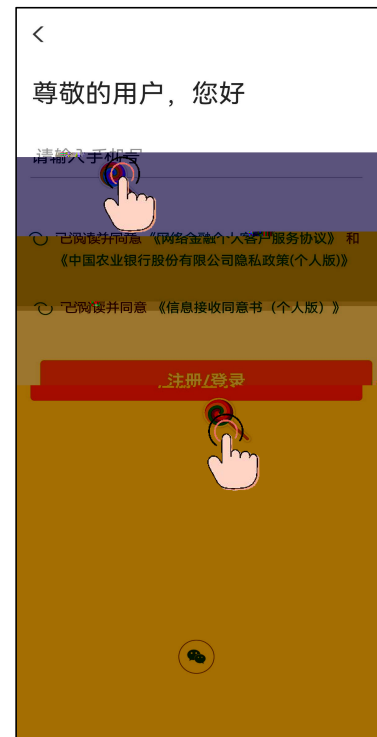 尊敬的用户，您好
请输入手机号
已阅读并同意 《网络金融个人客户服务协议》 和
《中国农业银行股份有限公司隐私政策(个人版)》
已阅读并同意 《信息接收同意书（个人版）》
注册/登录